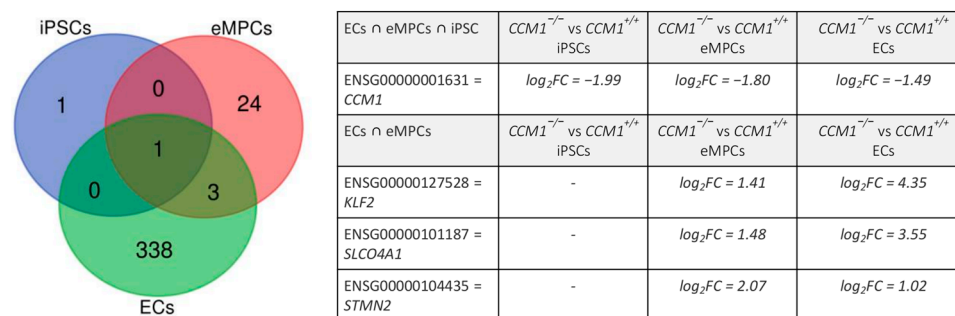 iPSCs
eMPCs
1
0
24
1
0
3
338
ECs
ECs ∩ eMPCs ∩ iPSC
CCM1⁻/⁻ vs CCM1⁺/⁺
iPSCs
CCM1⁻/⁻ vs CCM1⁺/⁺
eMPCs
CCM1⁻/⁻ vs CCM1⁺/⁺
ECs
ENSG00000001631 =
CCM1
log₂FC = −1.99
log₂FC = −1.80
log₂FC = −1.49
ECs ∩ eMPCs
CCM1⁻/⁻ vs CCM1⁺/⁺
iPSCs
CCM1⁻/⁻ vs CCM1⁺/⁺
eMPCs
CCM1⁻/⁻ vs CCM1⁺/⁺
ECs
ENSG00000127528 =
KLF2
-
log₂FC = 1.41
log₂FC = 4.35
ENSG00000101187 =
SLCO4A1
-
log₂FC = 1.48
log₂FC = 3.55
ENSG00000104435 =
STMN2
-
log₂FC = 2.07
log₂FC = 1.02